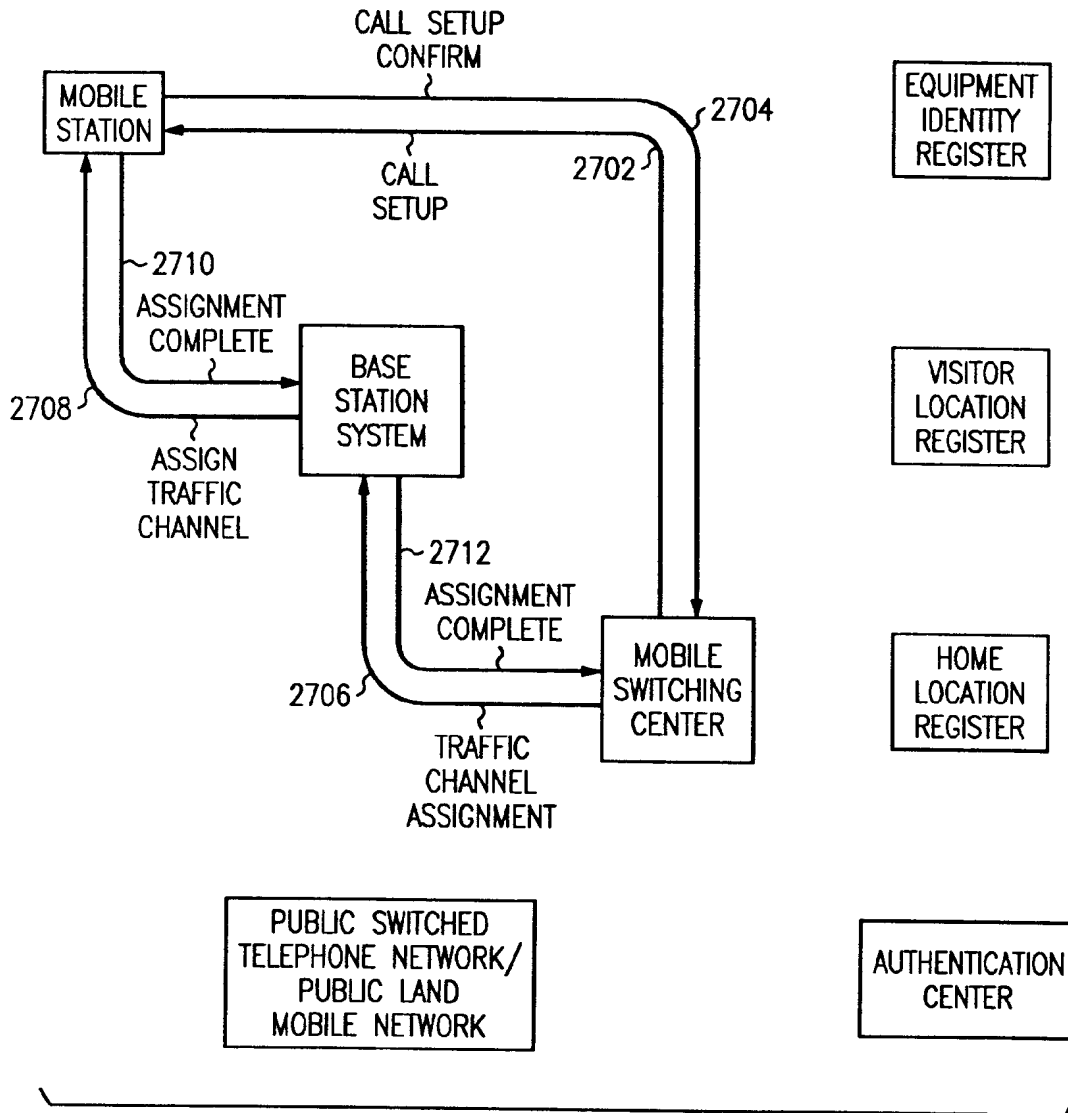 CALL SETUP
CONFIRM
MOBILE
STATION
2704
EQUIPMENT
IDENTITY
REGISTER
2702
CALL
SETUP
2710
ASSIGNMENT
COMPLETE
BASE
STATION
SYSTEM
VISITOR
LOCATION
REGISTER
2708
ASSIGN
TRAFFIC
CHANNEL
2712
ASSIGNMENT
COMPLETE
MOBILE
SWITCHING
CENTER
HOME
LOCATION
REGISTER
2706
TRAFFIC
CHANNEL
ASSIGNMENT
PUBLIC SWITCHED
TELEPHONE NETWORK/
PUBLIC LAND
MOBILE NETWORK
AUTHENTICATION
CENTER